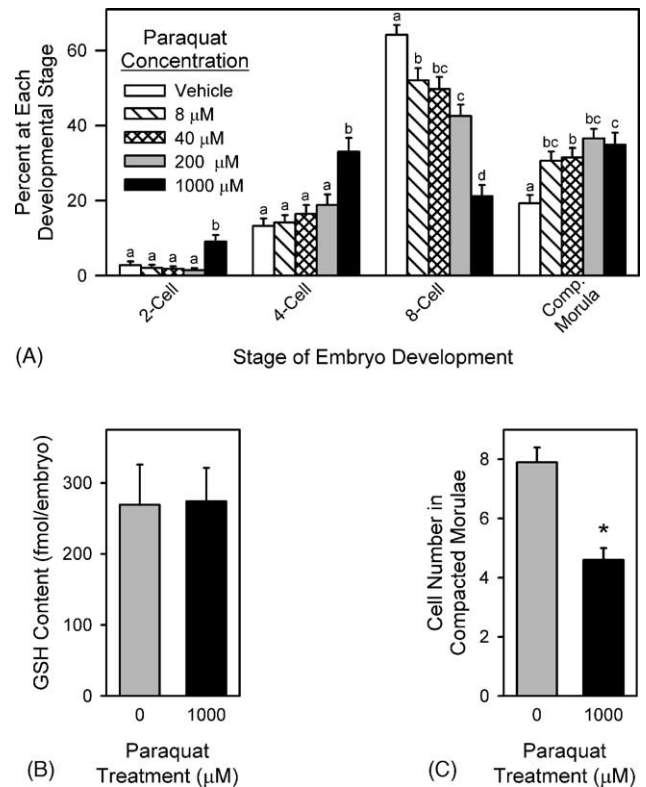 Paraquat
Concentration
Vehicle
8 μM
40 μM
200 μM
1000 μM
Percent at Each
Developmental Stage
60
40
20
0
a
a
a
a
b
a
a
a
a
b
a
b
bc
c
d
a
bc
b
bc
c
2-Cell
4-Cell
8-Cell
Comp.
Morula
(A)
Stage of Embryo Development
GSH Content (fmol/embryo)
300
200
100
0
0
1000
Paraquat
Treatment (μM)
(B)
Cell Number in
Compacted Morulae
8
6
4
2
0
*
0
1000
Paraquat
Treatment (μM)
(C)